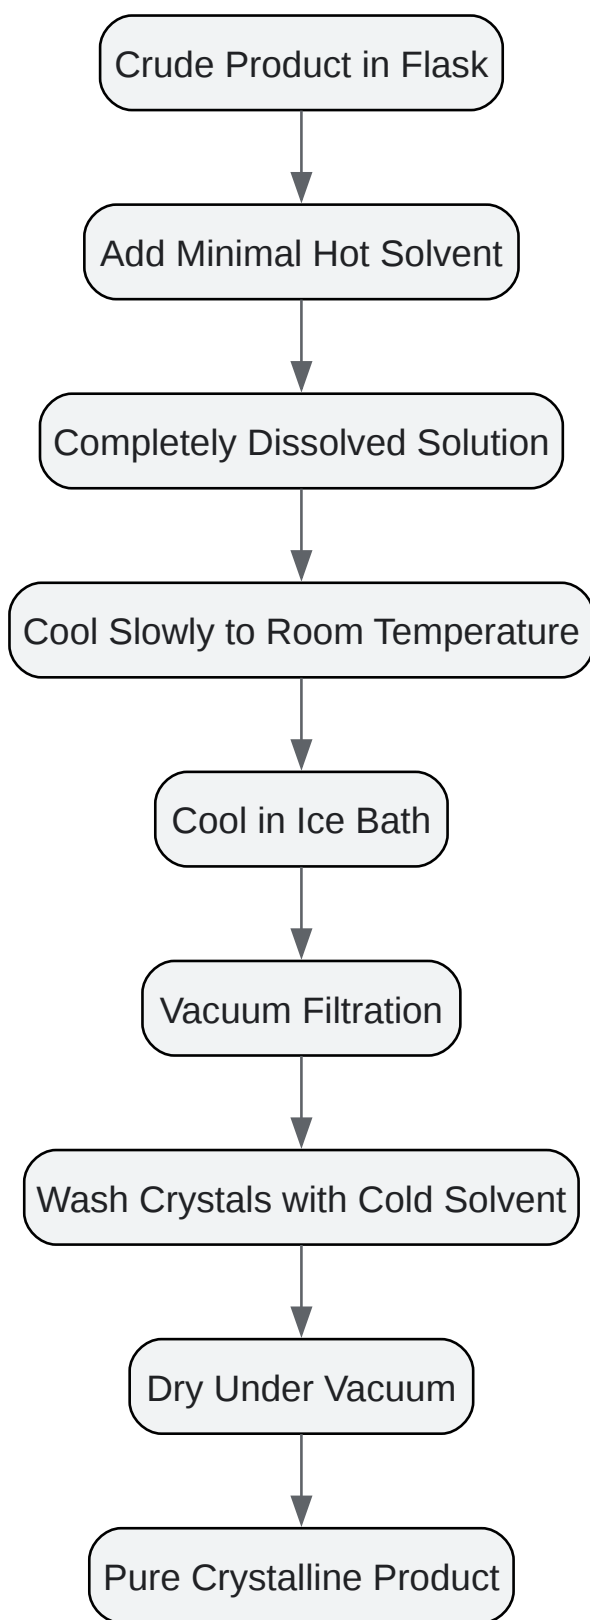 Crude Product in Flask
Add Minimal Hot Solvent
Completely Dissolved Solution
Cool Slowly to Room Temperature
Cool in Ice Bath
Vacuum Filtration
Wash Crystals with Cold Solvent
Dry Under Vacuum
Pure Crystalline Product